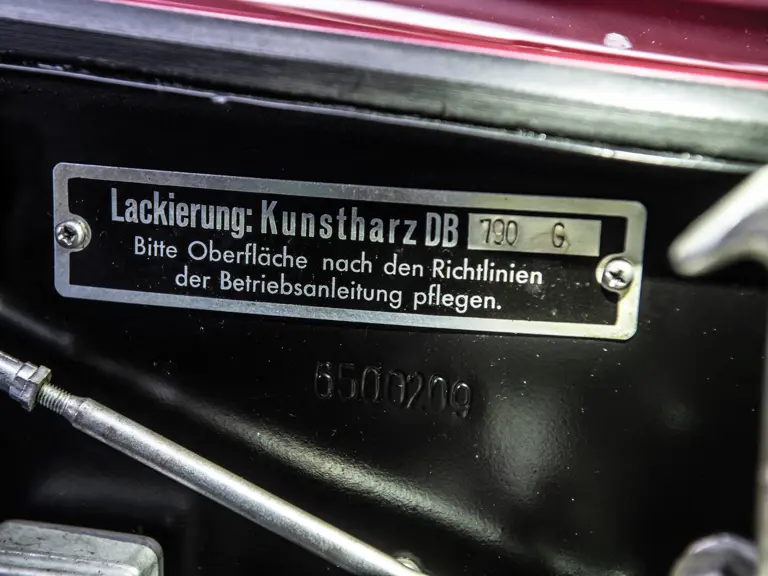 Lackierung: Kunstharz DB 790 G
Bitte Oberfläche nach den Richtlinien
der Betriebsanleitung pflegen.
6500209